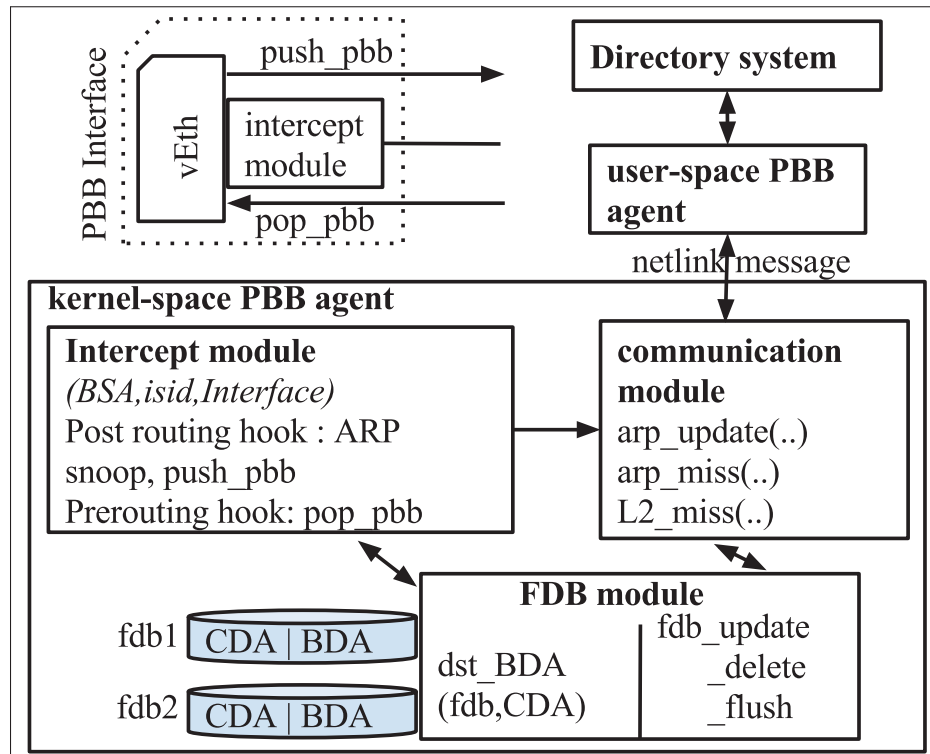 PBB Interface
vEth
push_pbb
intercept
module
pop_pbb
Directory system
user-space PBB
agent
netlink message
kernel-space PBB agent
Intercept module
(BSA,isid,Interface)
Post routing hook : ARP
snoop, push_pbb
Prerouting hook: pop_pbb
communication
module
arp_update(..)
arp_miss(..)
L2_miss(..)
FDB module
fdb1
CDA | BDA
fdb2
CDA | BDA
dst_BDA
(fdb,CDA)
fdb_update
_delete
_flush